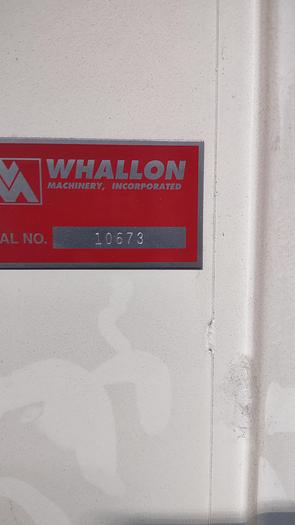 WHALLON
MACHINERY, INCORPORATED
AL NO. 10673